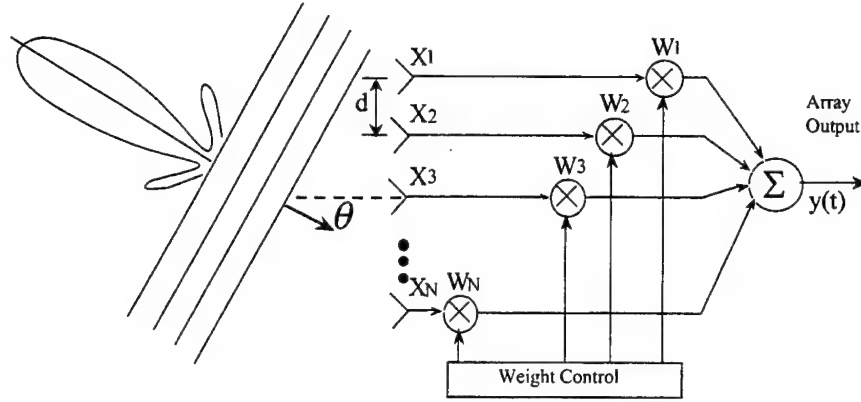 X1
W1
d
X2
W2
Array
Output
X3
W3
Σ
y(t)
θ
XN
WN
Weight Control